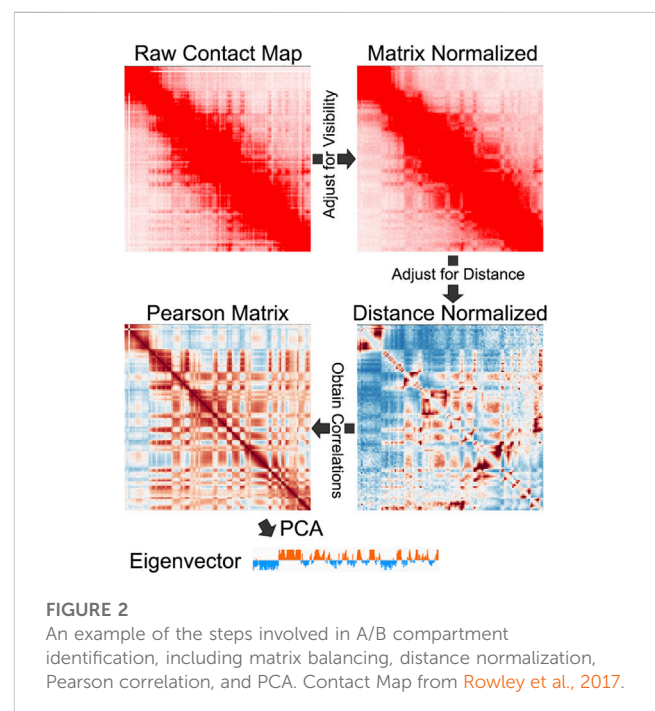 Raw Contact Map
Matrix Normalized
Adjust for Visibility
Adjust for Distance
Pearson Matrix
Distance Normalized
Obtain Correlations
PCA
Eigenvector
FIGURE 2
An example of the steps involved in A/B compartment
identification, including matrix balancing, distance normalization,
Pearson correlation, and PCA. Contact Map from Rowley et al., 2017.